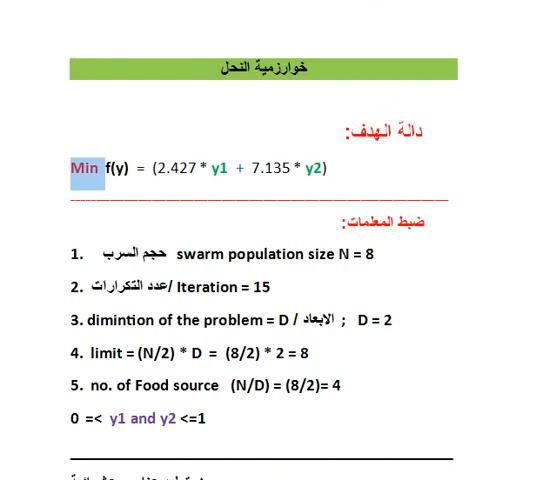 خوارزمية النحل
دالة الهدف:
Min f(y) = (2.427 * y1 + 7.135 * y2)
ضبط المعلمات:
1. حجم السرب swarm population size N = 8
2. عدد التكرارات/ Iteration = 15
3. dimintion of the problem = D / الابعاد ; D = 2
4. limit = (N/2) * D = (8/2) * 2 = 8
5. no. of Food source (N/D) = (8/2)= 4
0 =< y1 and y2 <=1